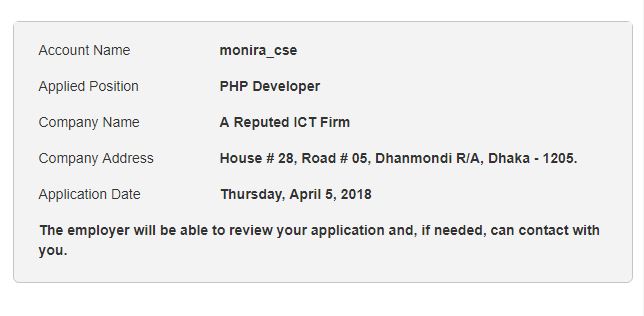 Account Name monira_cse
Applied Position PHP Developer
Company Name A Reputed ICT Firm
Company Address House # 28, Road # 05, Dhanmondi R/A, Dhaka - 1205.
Application Date Thursday, April 5, 2018
The employer will be able to review your application and, if needed, can contact with
you.